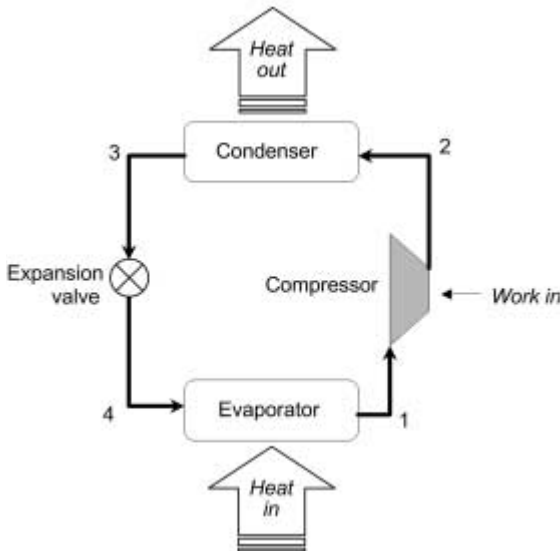 Heat
out
3
Condenser
2
Expansion
valve
Compressor
Work in
4
Evaporator
1
Heat
in